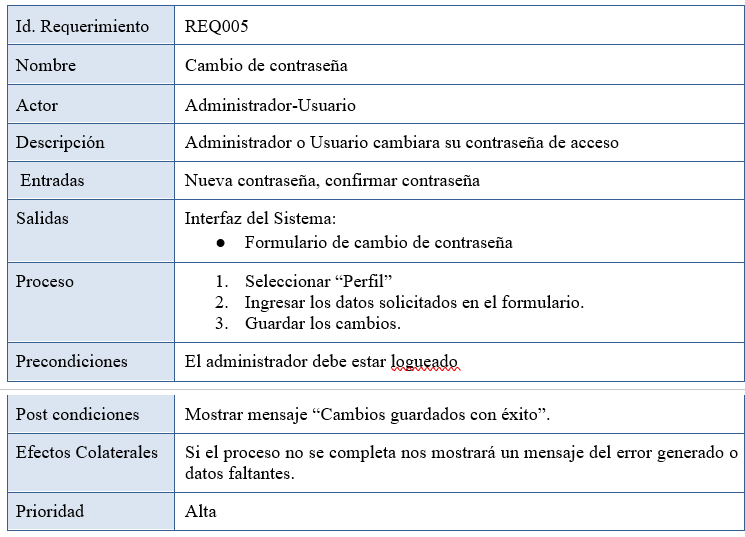 Id. Requerimiento REQ005
Nombre Cambio de contraseña
Actor Administrador-Usuario
Descripción Administrador o Usuario cambiara su contraseña de acceso
Entradas Nueva contraseña, confirmar contraseña
Salidas Interfaz del Sistema:
● Formulario de cambio de contraseña
Proceso 1. Seleccionar “Perfil”
2. Ingresar los datos solicitados en el formulario.
3. Guardar los cambios.
Precondiciones El administrador debe estar logueado
Post condiciones Mostrar mensaje “Cambios guardados con éxito”.
Efectos Colaterales Si el proceso no se completa nos mostrará un mensaje del error generado o
datos faltantes.
Prioridad Alta